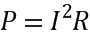 P = I²R